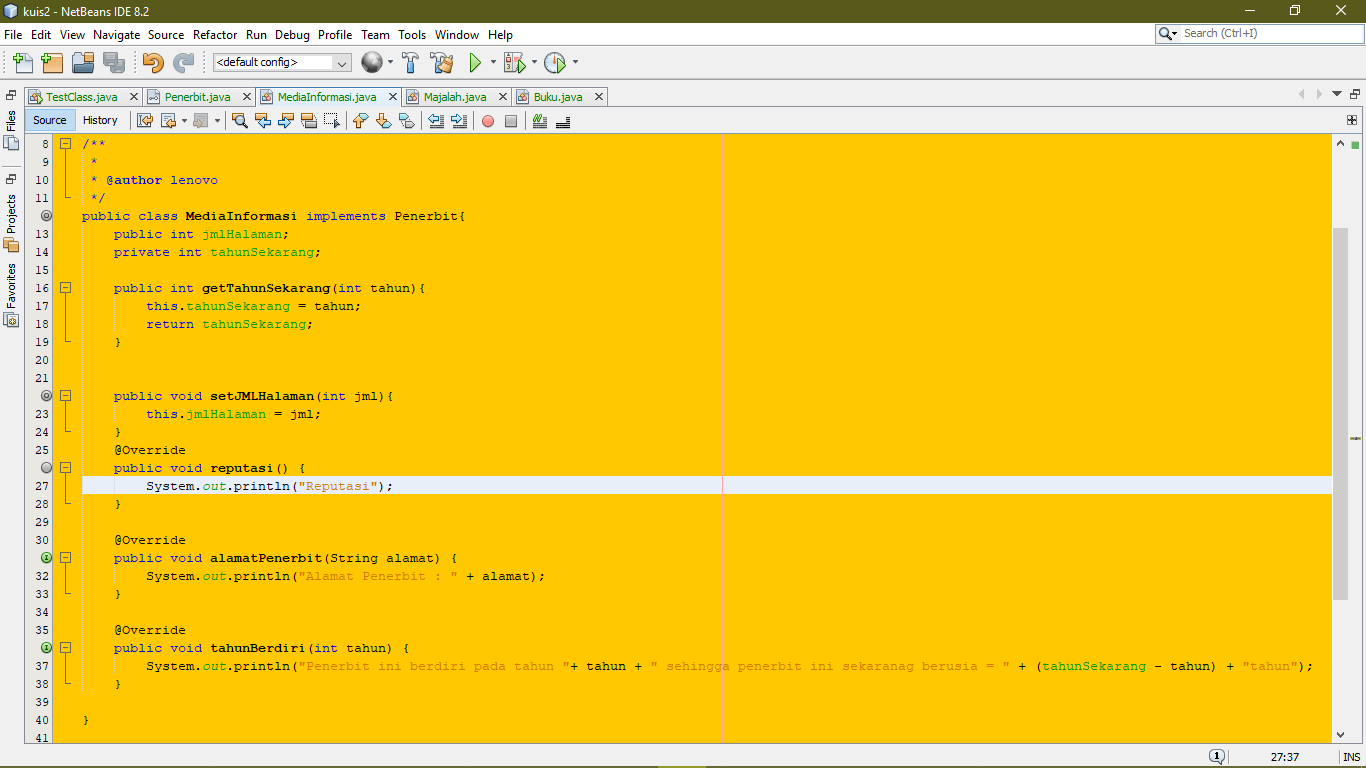 kuis2 - NetBeans IDE 8.2
File Edit View Navigate Source Refactor Run Debug Profile Team Tools Window Help
Search (Ctrl+I)
<default config>
TestClass.java Penerbit.java MediaInformasi.java Majalah.java Buku.java
Source History
Files
Projects
Favorites
8 /**
9 *
10 * @author lenovo
11 */
public class MediaInformasi implements Penerbit{
13 public int jmlHalaman;
14 private int tahunSekarang;
15
16 public int getTahunSekarang(int tahun){
17 this.tahunSekarang = tahun;
18 return tahunSekarang;
19 }
20
21
public void setJMLHalaman(int jml){
23 this.jmlHalaman = jml;
24 }
25 @Override
public void reputasi() {
27 System.out.println("Reputasi");
28 }
29
30 @Override
public void alamatPenerbit(String alamat) {
32 System.out.println("Alamat Penerbit : " + alamat);
33 }
34
35 @Override
public void tahunBerdiri(int tahun) {
37 System.out.println("Penerbit ini berdiri pada tahun "+ tahun + " sehingga penerbit ini sekaranag berusia = " + (tahunSekarang - tahun) + "tahun");
38 }
39
40 }
41
1 27:37 INS